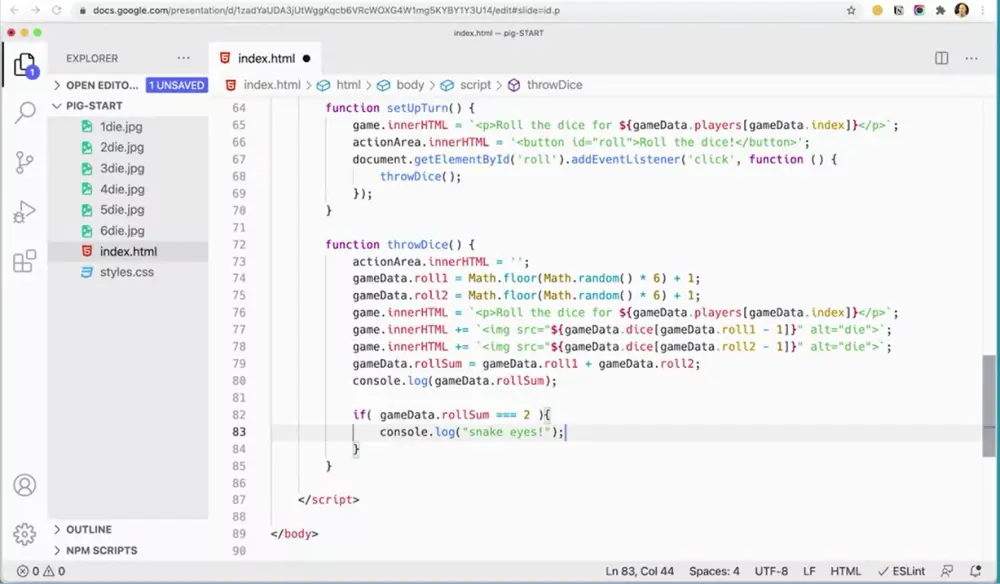 docs.google.com/presentation/d/1zadYaUDA3jUtWggKqcb6VRcWOXG4W1mg5KYBY1Y3U14/edit#slide=id.p
index.html — pig-START
EXPLORER
index.html
OPEN EDITO... 1 UNSAVED
index.html > html > body > script > throwDice
PIG-START
1die.jpg
2die.jpg
3die.jpg
4die.jpg
5die.jpg
6die.jpg
index.html
styles.css
OUTLINE
NPM SCRIPTS
1
64 function setUpTurn() {
65 game.innerHTML = `<p>Roll the dice for ${gameData.players[gameData.index]}</p>`;
66 actionArea.innerHTML = '<button id="roll">Roll the dice!</button>';
67 document.getElementById('roll').addEventListener('click', function () {
68 throwDice();
69 });
70 }
71
72 function throwDice() {
73 actionArea.innerHTML = '';
74 gameData.roll1 = Math.floor(Math.random() * 6) + 1;
75 gameData.roll2 = Math.floor(Math.random() * 6) + 1;
76 game.innerHTML = `<p>Roll the dice for ${gameData.players[gameData.index]}</p>`;
77 game.innerHTML += `<img src="${gameData.dice[gameData.roll1 - 1]}" alt="die">`;
78 game.innerHTML += `<img src="${gameData.dice[gameData.roll2 - 1]}" alt="die">`;
79 gameData.rollSum = gameData.roll1 + gameData.roll2;
80 console.log(gameData.rollSum);
81
82 if( gameData.rollSum === 2 ){
83 console.log("snake eyes!");
84 }
85 }
86
87 </script>
88
89 </body>
90
0 0
Ln 83, Col 44 Spaces: 4 UTF-8 LF HTML ESLint